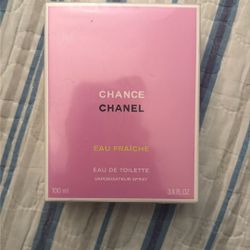 CHANCE
CHANEL
EAU FRAÎCHE
EAU DE TOILETTE
VAPORISATEUR SPRAY
100 ml 3.4 FL.OZ